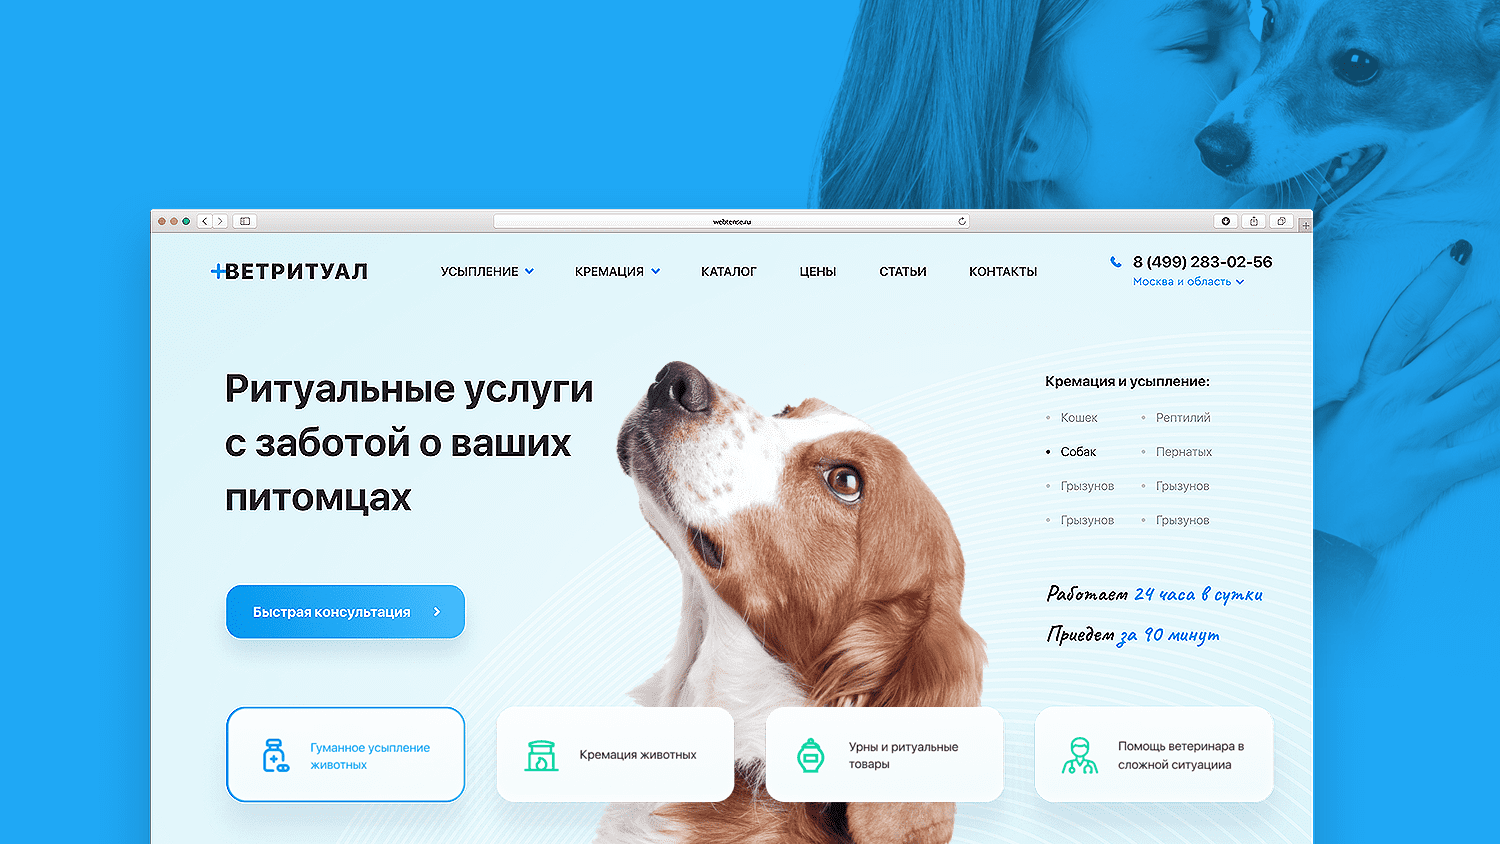 webtense.ru
ВЕТРИТУАЛ
УСЫПЛЕНИЕ
КРЕМАЦИЯ
КАТАЛОГ
ЦЕНЫ
СТАТЬИ
КОНТАКТЫ
8 (499) 283-02-56
Москва и область
Ритуальные услуги
с заботой о ваших
питомцах
Быстрая консультация
Кремация и усыпление:
Кошек
Рептилий
Собак
Пернатых
Грызунов
Грызунов
Грызунов
Грызунов
Работаем 24 часа в сутки
Приедем за 90 минут
Гуманное усыпление
животных
Кремация животных
Урны и ритуальные
товары
Помощь ветеринара в
сложной ситуациия